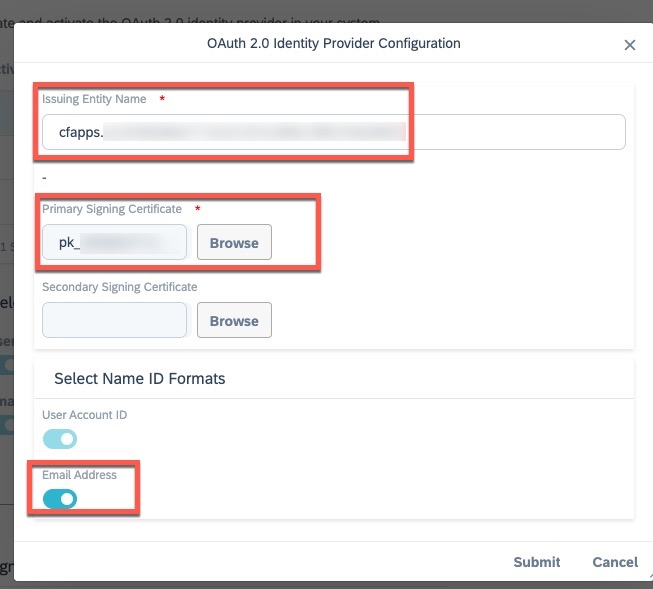 ate and activate the OAuth 2.0 identity provider in your system
OAuth 2.0 Identity Provider Configuration
Issuing Entity Name *
cfapps.
-
Primary Signing Certificate *
pk_
Browse
Secondary Signing Certificate
Browse
Select Name ID Formats
User Account ID
Email Address
Submit Cancel